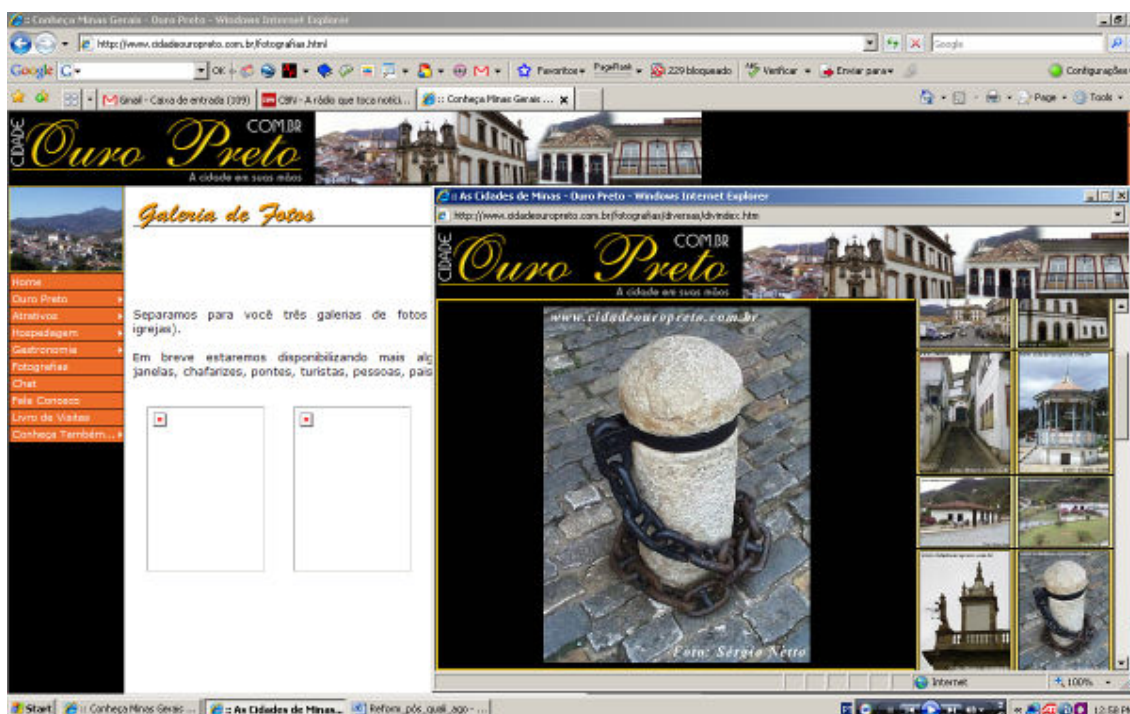 :: Conheça Minas Gerais - Ouro Preto - Windows Internet Explorer
http://www.cidadeouropreto.com.br/fotografias.html
Google
Google
OK
Favoritos
PageRank
229 bloqueado
Verificar
Enviar para
Configurações
Gmail - Caixa de entrada (109)
CBN - A rádio que toca notíci...
:: Conheça Minas Gerais ...
Page
Tools
CIDADE
Ouro Preto
COM.BR
A cidade em suas mãos
Galeria de Fotos
Home
Ouro Preto
Atrativos
Hospedagem
Gastronomia
Fotografias
Chat
Fale Conosco
Livro de Visitas
Conheça Também...
Separamos para você três galerias de fotos
igrejas).
Em breve estaremos disponibilizando mais alg
janelas, chafarizes, pontes, turistas, pessoas, pais
:: As Cidades de Minas - Ouro Preto - Windows Internet Explorer
http://www.cidadeouropreto.com.br/fotografias/diversas/idvindex.htm
CIDADE
Ouro Preto
COM.BR
A cidade em suas mãos
www.cidadeouropreto.com.br
Foto: Sérgio Netto
Internet
100%
Start
:: Conheça Minas Gerais ...
:: As Cidades de Minas...
Reform_pós_quali_ago - ...
PT
12:58 PM